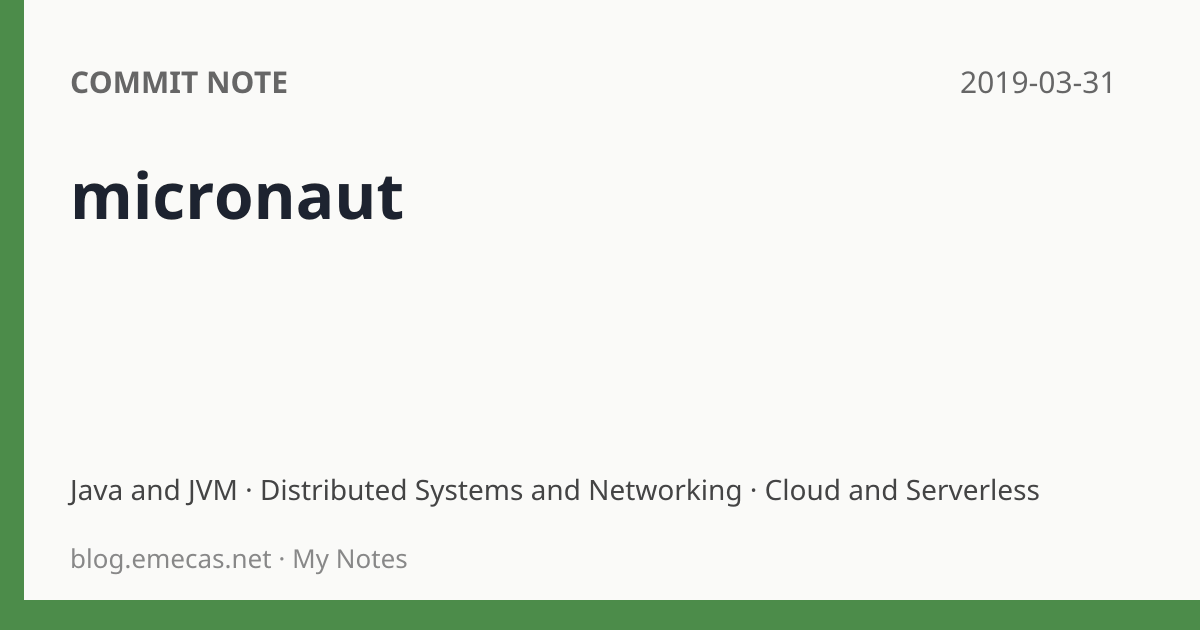 COMMIT NOTE
2019-03-31
micronaut
Java and JVM · Distributed Systems and Networking · Cloud and Serverless
blog.emecas.net · My Notes